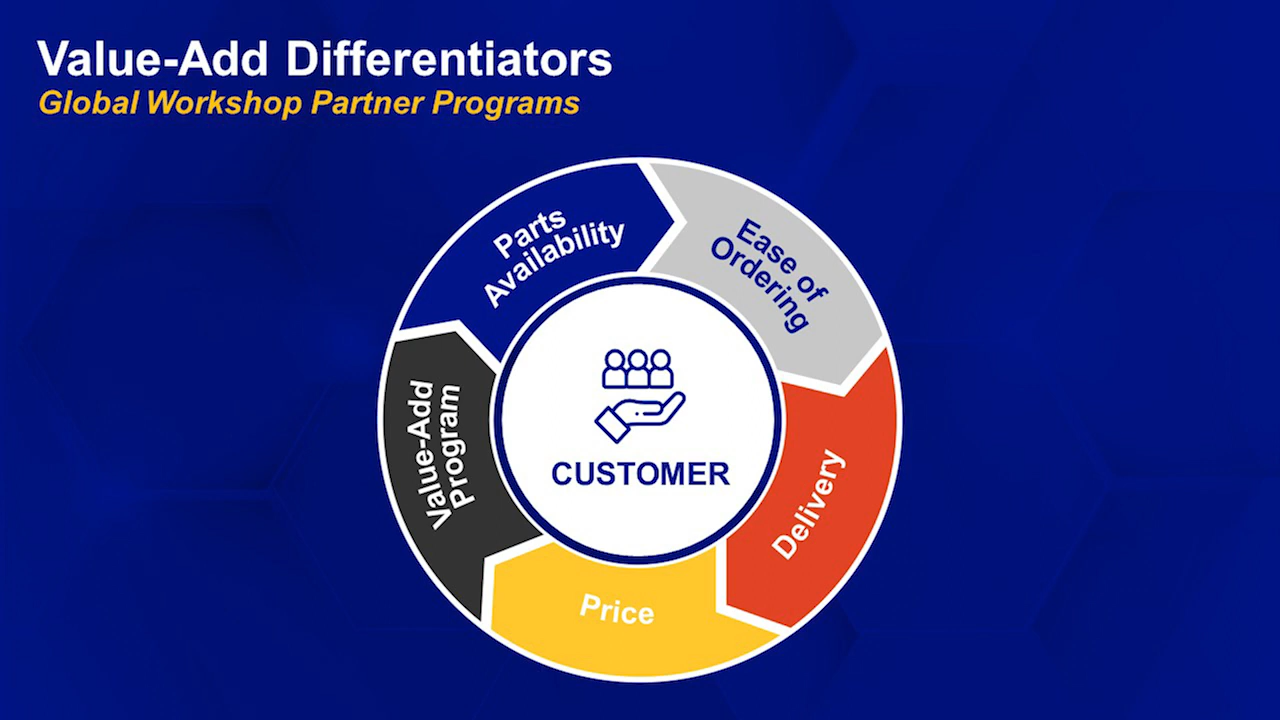 Value-Add Differentiators
Global Workshop Partner Programs
Parts
Availability
Ease of
Ordering
Delivery
Price
Value-Add
Program
CUSTOMER